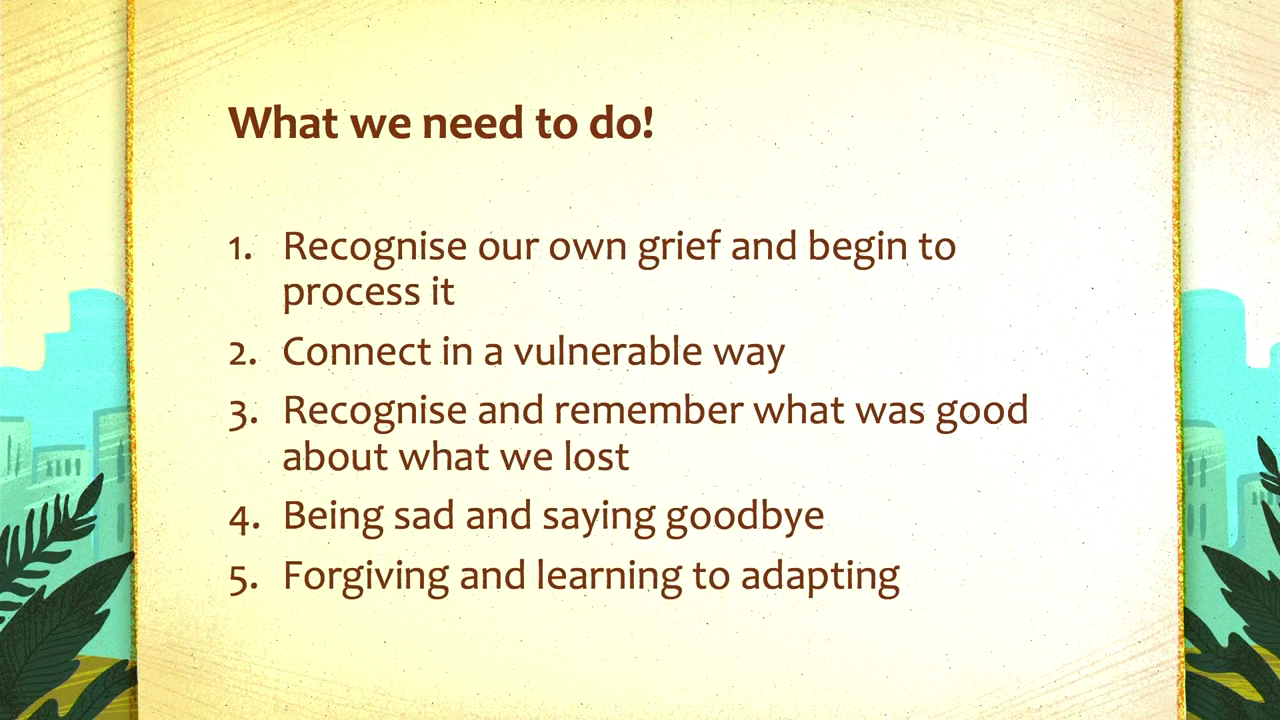 What we need to do!
1. Recognise our own grief and begin to
process it
2. Connect in a vulnerable way
3. Recognise and remember what was good
about what we lost
4. Being sad and saying goodbye
5. Forgiving and learning to adapting